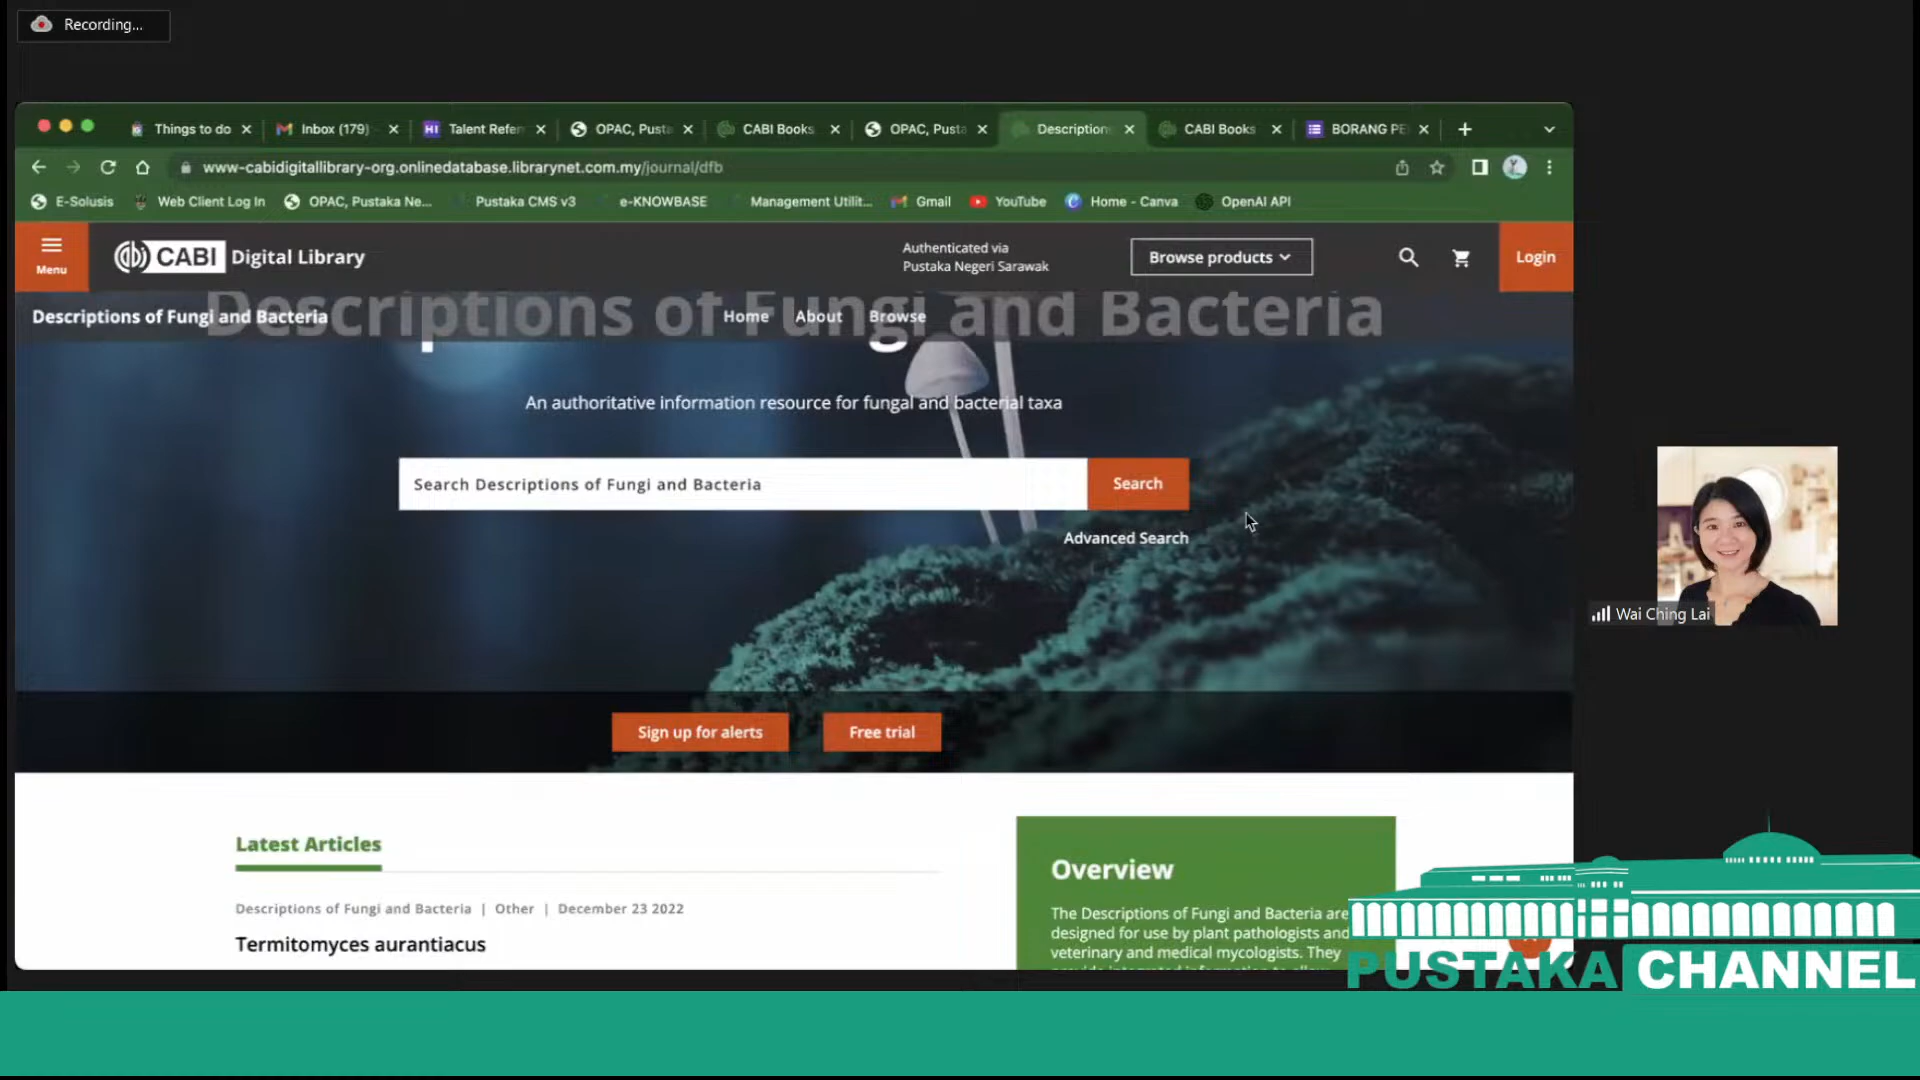 Recording...
Things to do
Inbox (179)
HI Talent Refer
OPAC, Pusta
CABI Books
OPAC, Pusta
Description
CABI Books
BORANG PE
www-cabidigitallibrary-org.onlinedatabase.librarynet.com.my/journal/dfb
E-Solusis
Web Client Log In
OPAC, Pustaka Ne...
Pustaka CMS v3
e-KNOWBASE
Management Utilit...
Gmail
YouTube
Home - Canva
OpenAI API
Menu
CABI Digital Library
Authenticated via
Pustaka Negeri Sarawak
Browse products
Login
Descriptions of Fungi and Bacteria
Descriptions of Fungi and Bacteria
Home About Browse
An authoritative information resource for fungal and bacterial taxa
Search Descriptions of Fungi and Bacteria
Search
Advanced Search
Wai Ching Lai
Sign up for alerts
Free trial
Latest Articles
Descriptions of Fungi and Bacteria | Other | December 23 2022
Termitomyces aurantiacus
Overview
The Descriptions of Fungi and Bacteria are
designed for use by plant pathologists and
veterinary and medical mycologists. They
PUSTAKA CHANNEL